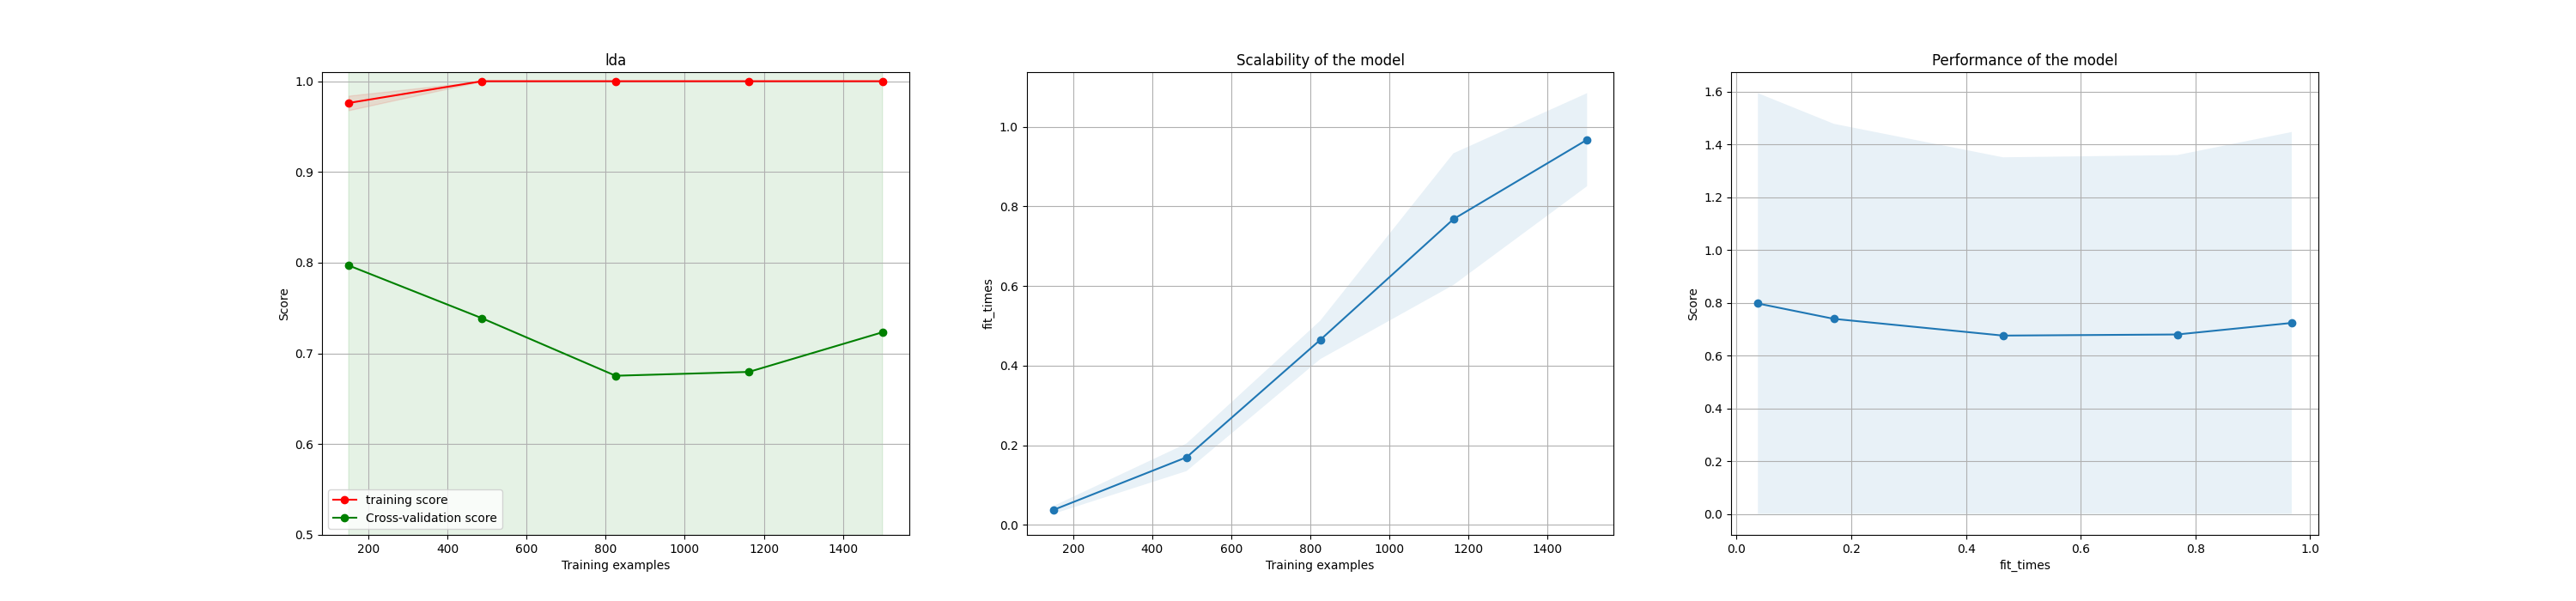 lda
1.0
0.9
0.8
0.7
0.6
0.5
Score
training score
Cross-validation score
200 400 600 800 1000 1200 1400
Training examples
Scalability of the model
1.0
0.8
0.6
0.4
0.2
0.0
fit_times
200 400 600 800 1000 1200 1400
Training examples
Performance of the model
1.6
1.4
1.2
1.0
0.8
0.6
0.4
0.2
0.0
Score
0.0 0.2 0.4 0.6 0.8 1.0
fit_times